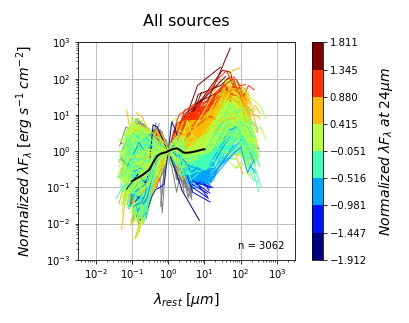 All sources
Normalized λF_λ [erg s⁻¹ cm⁻²]
10³
10²
10¹
10⁰
10⁻¹
10⁻²
10⁻³
n = 3062
10⁻² 10⁻¹ 10⁰ 10¹ 10² 10³
λ_rest [μm]
1.811
1.345
0.880
0.415
−0.051
−0.516
−0.981
−1.447
−1.912
Normalized λF_λ at 24μm